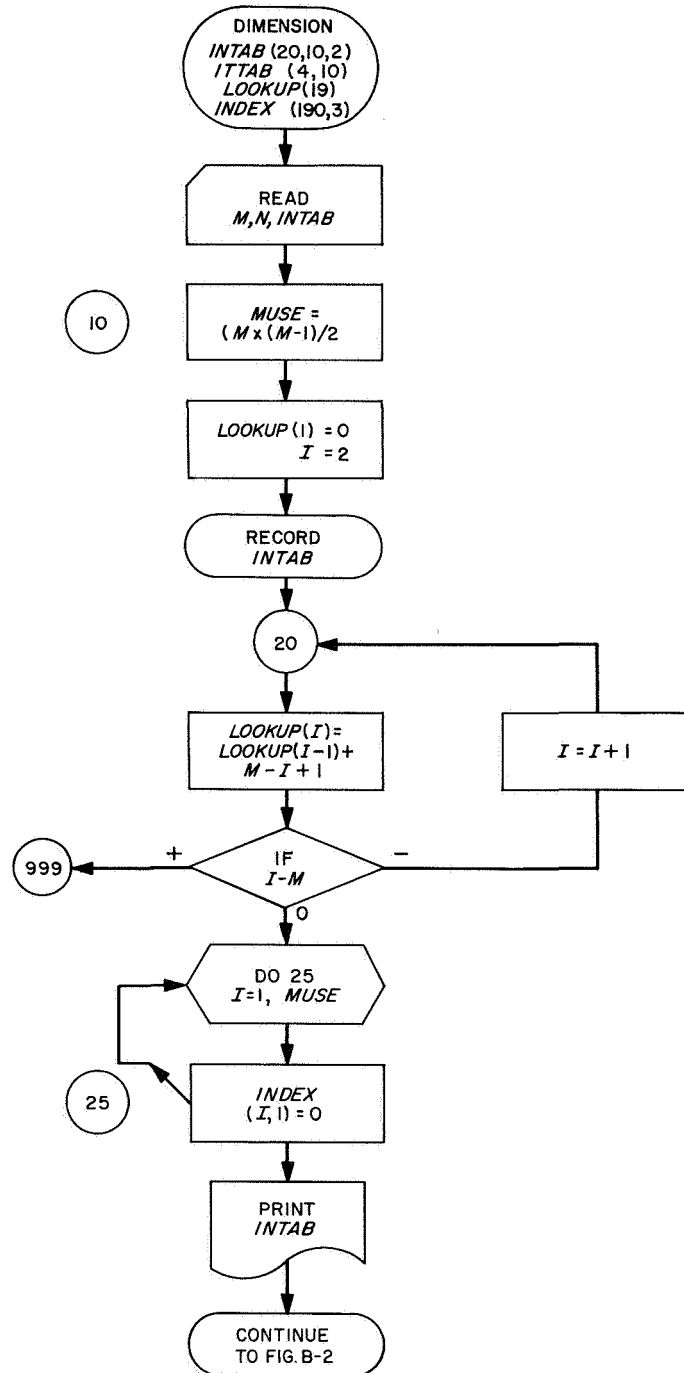 DIMENSION
INTAB (20,10,2)
ITTAB (4,10)
LOOKUP(19)
INDEX (190,3)
READ
M,N, INTAB
10
MUSE =
(M x (M-1)/2
LOOKUP(1) = 0
I = 2
RECORD
INTAB
20
LOOKUP(I)=
LOOKUP(I-1)+
M-I+1
I = I + 1
999
+
IF
I-M
-
0
DO 25
I=1, MUSE
25
INDEX
(I,1) = 0
PRINT
INTAB
CONTINUE
TO FIG. B-2